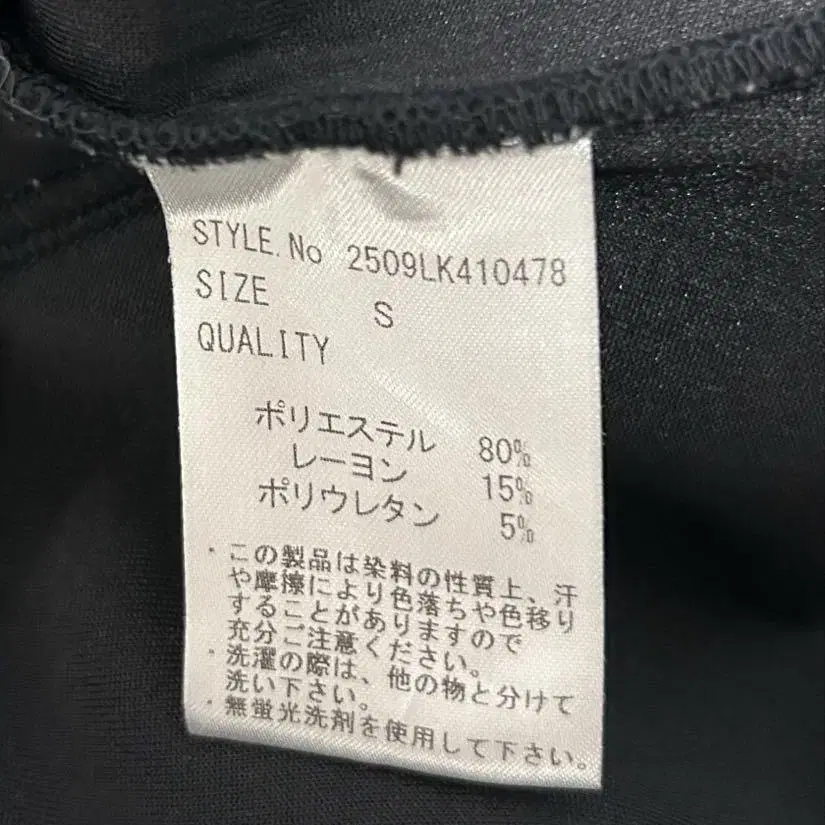 STYLE.No 2509LK410478
SIZE S
QUALITY
ポリエステル 80%
レーヨン 15%
ポリウレタン 5%
・この製品は染料の性質上、汗
や摩擦により色落ちや色移り
することがありますので
充分ご注意ください。
・洗濯の際は、他の物と分けて
洗い下さい。
・無蛍光洗剤を使用して下さい。